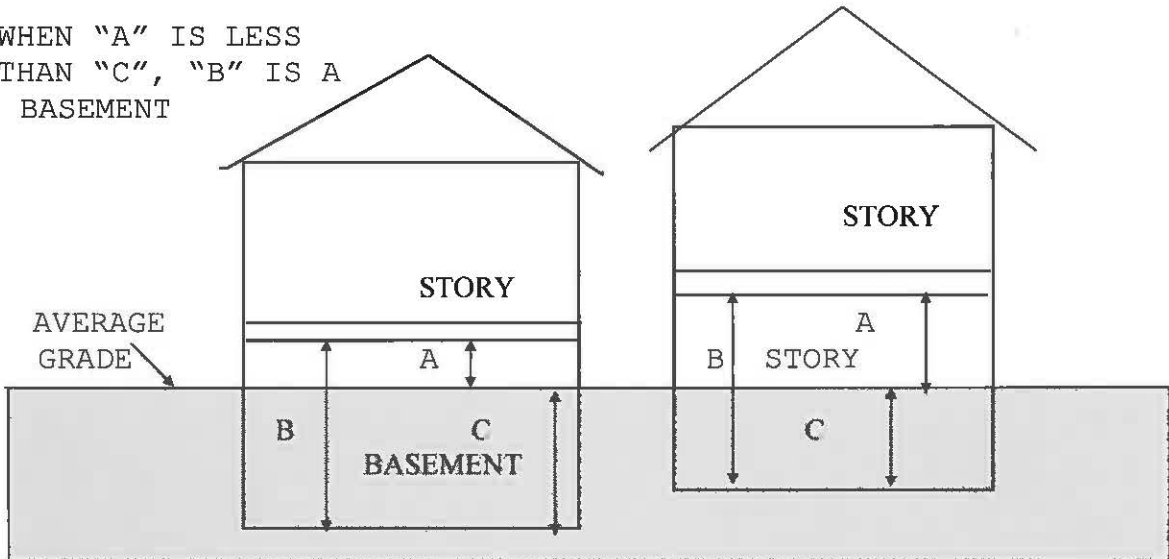 WHEN “A” IS LESS
THAN “C”, “B” IS A
BASEMENT
STORY
STORY
AVERAGE
GRADE
A
A
B
STORY
B
C
BASEMENT
C